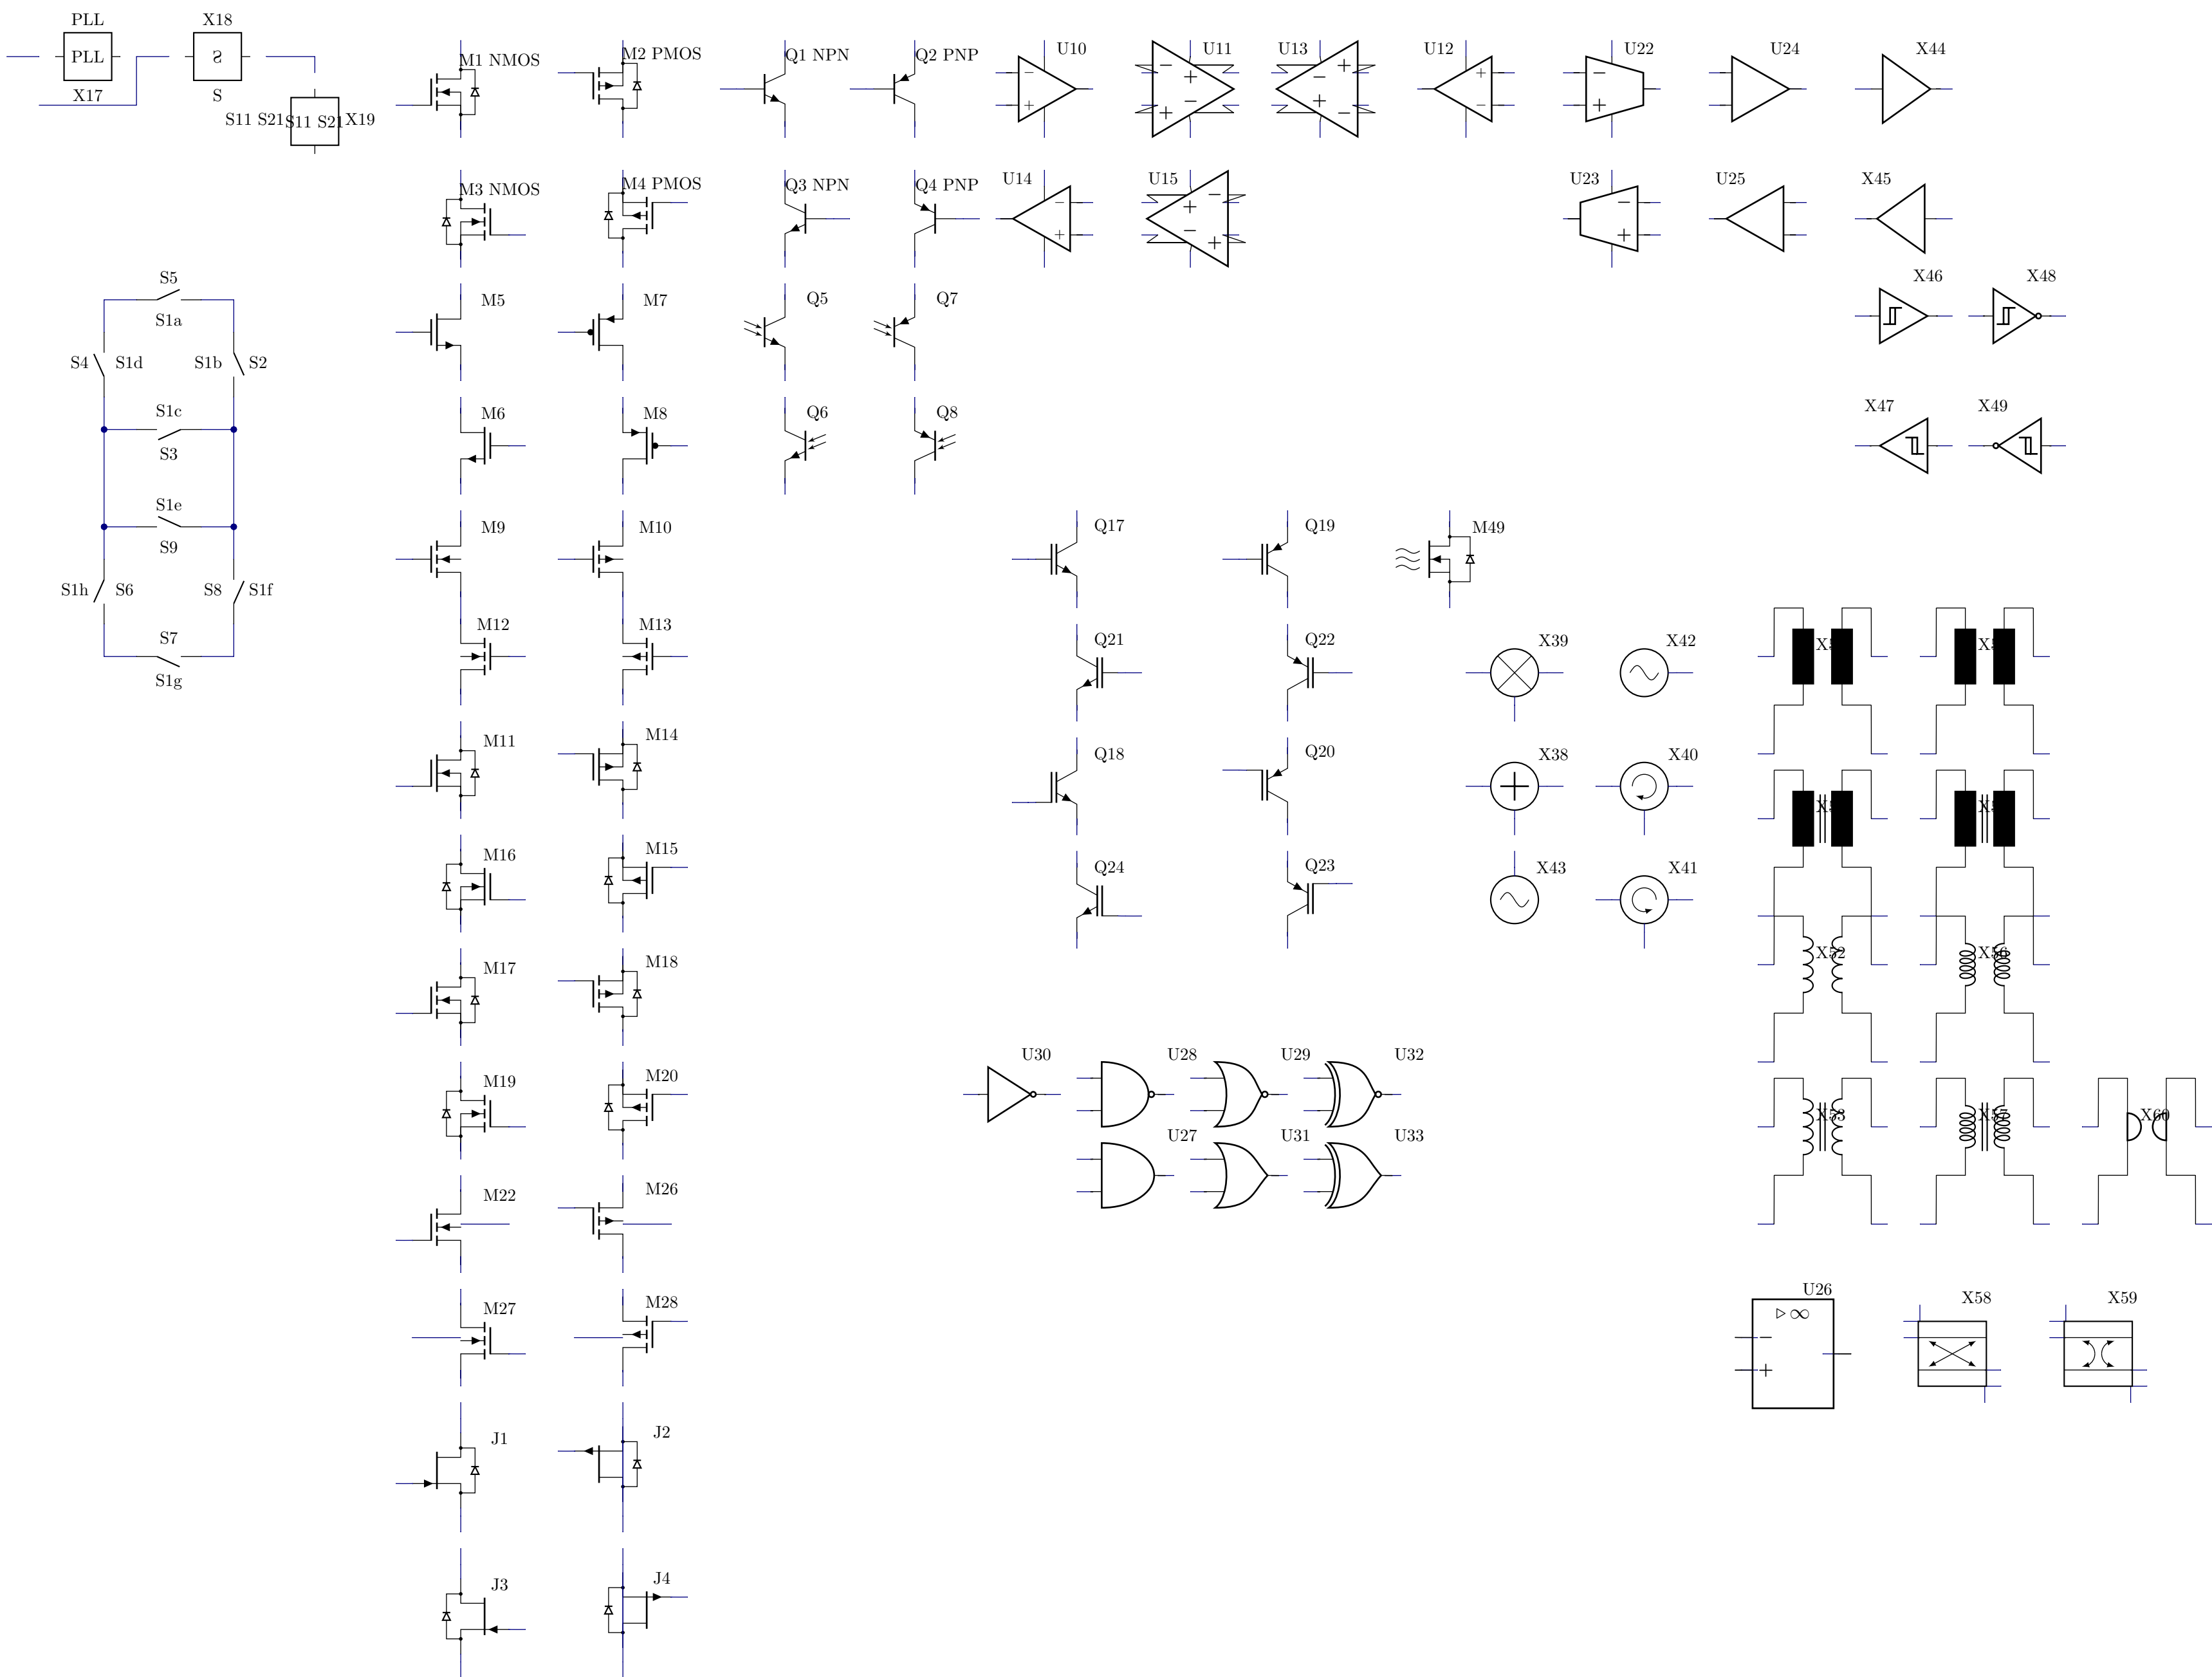 PLL X18
PLL S
X17 S
S11 S21 S11 S21 X19
M1 NMOS M2 PMOS Q1 NPN Q2 PNP U10 U11 U13 U12 U22 U24 X44
M3 NMOS M4 PMOS Q3 NPN Q4 PNP U14 U15 U23 U25 X45
S5
S1a
S4 S1d S1b S2
S1c
S3
S1e
S9
S1h S6 S8 S1f
S7
S1g
M5 M7 Q5 Q7 X46 X48
M6 M8 Q6 Q8 X47 X49
M9 M10 Q17 Q19 M49
M12 M13 Q21 Q22 X39 X42
M11 M14 Q18 Q20 X38 X40
M16 M15 Q24 Q23 X43 X41
M17 M18 X52 X56
M19 M20 U30 U28 U29 U32
U27 U31 U33 X53 X57 X60
M22 M26
M27 M28 U26 X58 X59
▷ ∞
J1 J2
J3 J4